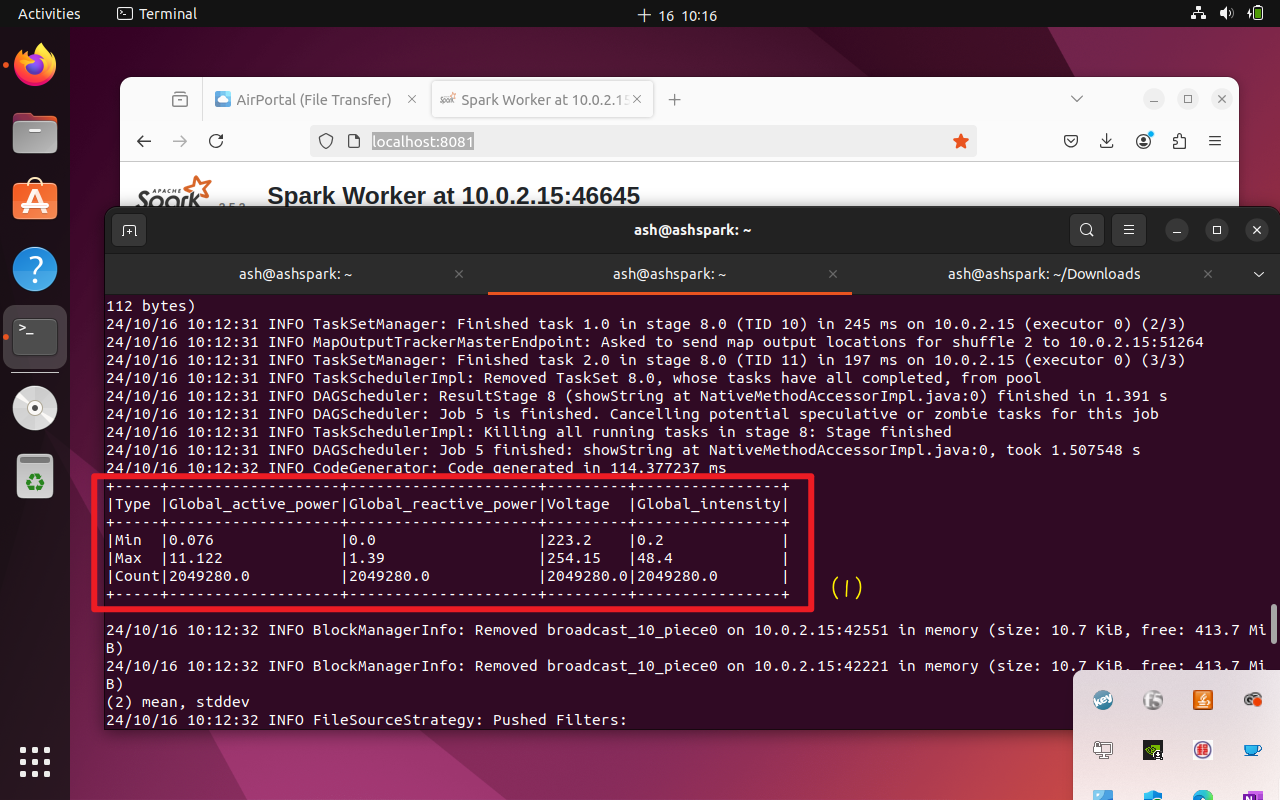 Activities Terminal 16 10:16
AirPortal (File Transfer) Spark Worker at 10.0.2.15
localhost:8081
APACHE Spark Spark Worker at 10.0.2.15:46645
ash@ashspark: ~
ash@ashspark: ~ ash@ashspark: ~ ash@ashspark: ~/Downloads
112 bytes)
24/10/16 10:12:31 INFO TaskSetManager: Finished task 1.0 in stage 8.0 (TID 10) in 245 ms on 10.0.2.15 (executor 0) (2/3)
24/10/16 10:12:31 INFO MapOutputTrackerMasterEndpoint: Asked to send map output locations for shuffle 2 to 10.0.2.15:51264
24/10/16 10:12:31 INFO TaskSetManager: Finished task 2.0 in stage 8.0 (TID 11) in 197 ms on 10.0.2.15 (executor 0) (3/3)
24/10/16 10:12:31 INFO TaskSchedulerImpl: Removed TaskSet 8.0, whose tasks have all completed, from pool
24/10/16 10:12:31 INFO DAGScheduler: ResultStage 8 (showString at NativeMethodAccessorImpl.java:0) finished in 1.391 s
24/10/16 10:12:31 INFO DAGScheduler: Job 5 is finished. Cancelling potential speculative or zombie tasks for this job
24/10/16 10:12:31 INFO TaskSchedulerImpl: Killing all running tasks in stage 8: Stage finished
24/10/16 10:12:31 INFO DAGScheduler: Job 5 finished: showString at NativeMethodAccessorImpl.java:0, took 1.507548 s
24/10/16 10:12:32 INFO CodeGenerator: Code generated in 114.377237 ms
+-----+-------------------+---------------------+---------+----------------+
|Type |Global_active_power|Global_reactive_power|Voltage  |Global_intensity|
+-----+-------------------+---------------------+---------+----------------+
|Min  |0.076              |0.0                  |223.2    |0.2             |
|Max  |11.122             |1.39                 |254.15   |48.4            |
|Count|2049280.0          |2049280.0            |2049280.0|2049280.0       |
+-----+-------------------+---------------------+---------+----------------+
(1)
24/10/16 10:12:32 INFO BlockManagerInfo: Removed broadcast_10_piece0 on 10.0.2.15:42551 in memory (size: 10.7 KiB, free: 413.7 Mi
B)
24/10/16 10:12:32 INFO BlockManagerInfo: Removed broadcast_10_piece0 on 10.0.2.15:42221 in memory (size: 10.7 KiB, free: 413.7 Mi
B)
(2) mean, stddev
24/10/16 10:12:32 INFO FileSourceStrategy: Pushed Filters:
key